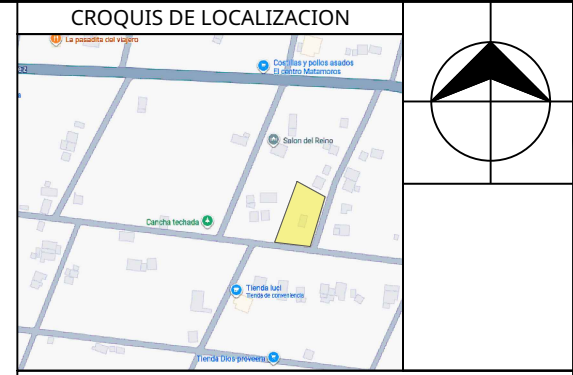 CROQUIS DE LOCALIZACION
La pasadita del viajero
Costillas y pollos asados
El centro Matamoros
Salon del Reino
Cancha techada
Tienda luci
Tienda de conveniencia
Tienda Dios proveera